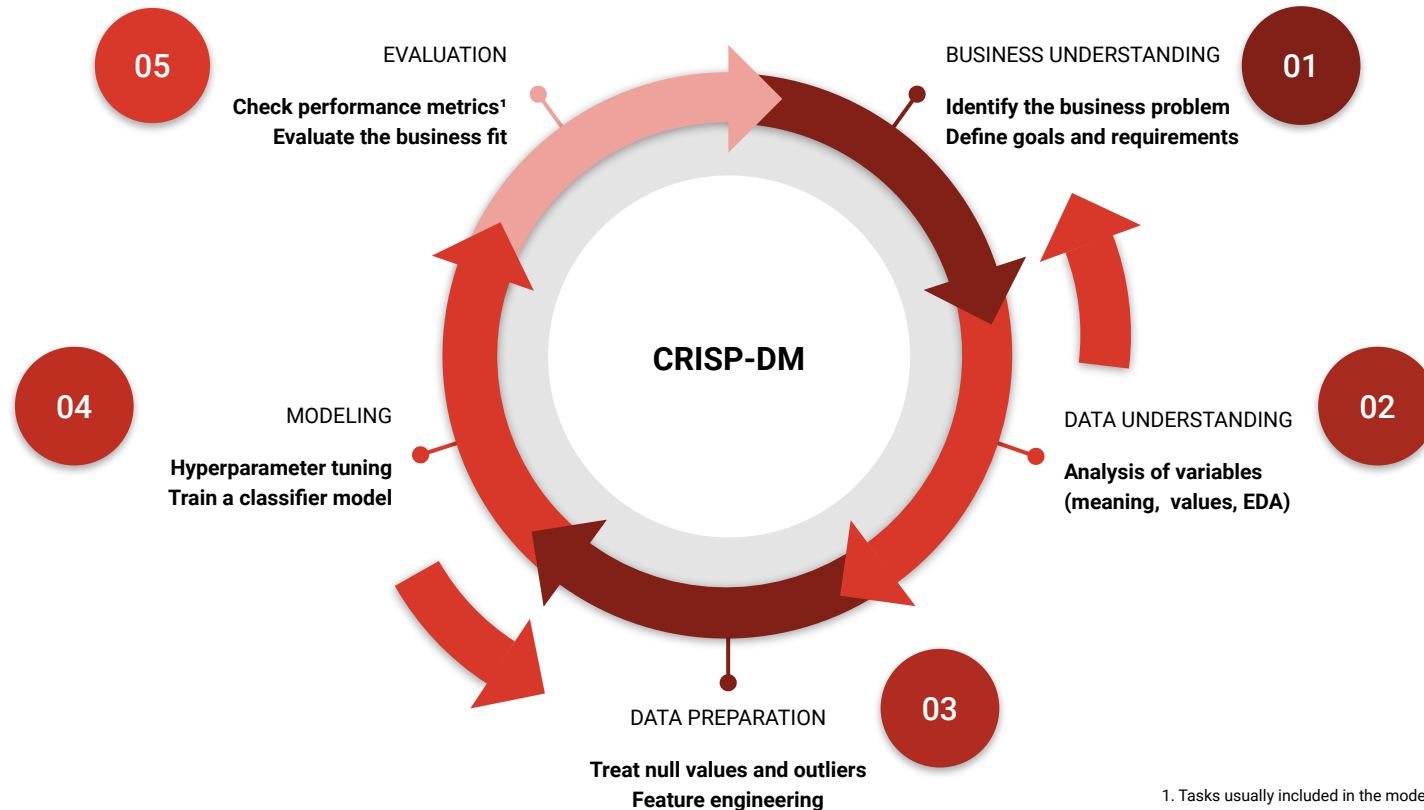 05
EVALUATION
Check performance metrics¹
Evaluate the business fit
BUSINESS UNDERSTANDING
01
Identify the business problem
Define goals and requirements
CRISP-DM
04
MODELING
Hyperparameter tuning
Train a classifier model
DATA UNDERSTANDING
02
Analysis of variables
(meaning, values, EDA)
DATA PREPARATION
03
Treat null values and outliers
Feature engineering
1. Tasks usually included in the